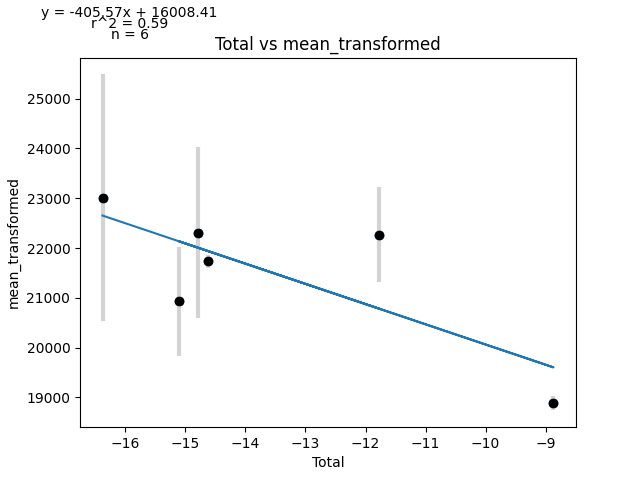 y = -405.57x + 16008.41
r^2 = 0.59
n = 6
Total vs mean_transformed
25000
24000
23000
22000
21000
20000
19000
mean_transformed
−16
−15
−14
−13
−12
−11
−10
−9
Total